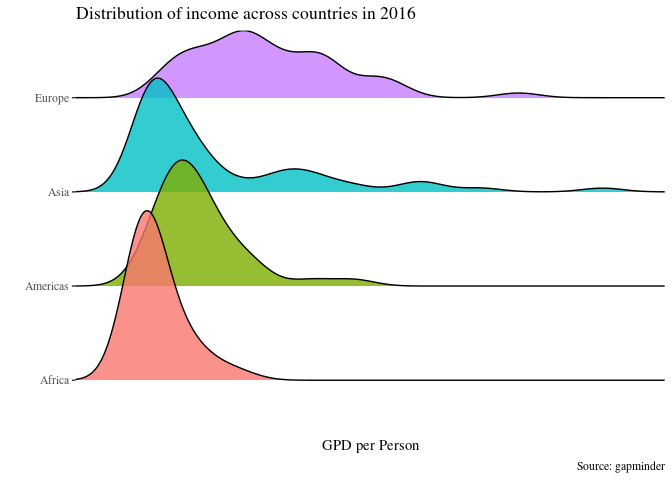 Distribution of income across countries in 2016
Europe
Asia
Americas
Africa
GPD per Person
Source: gapminder